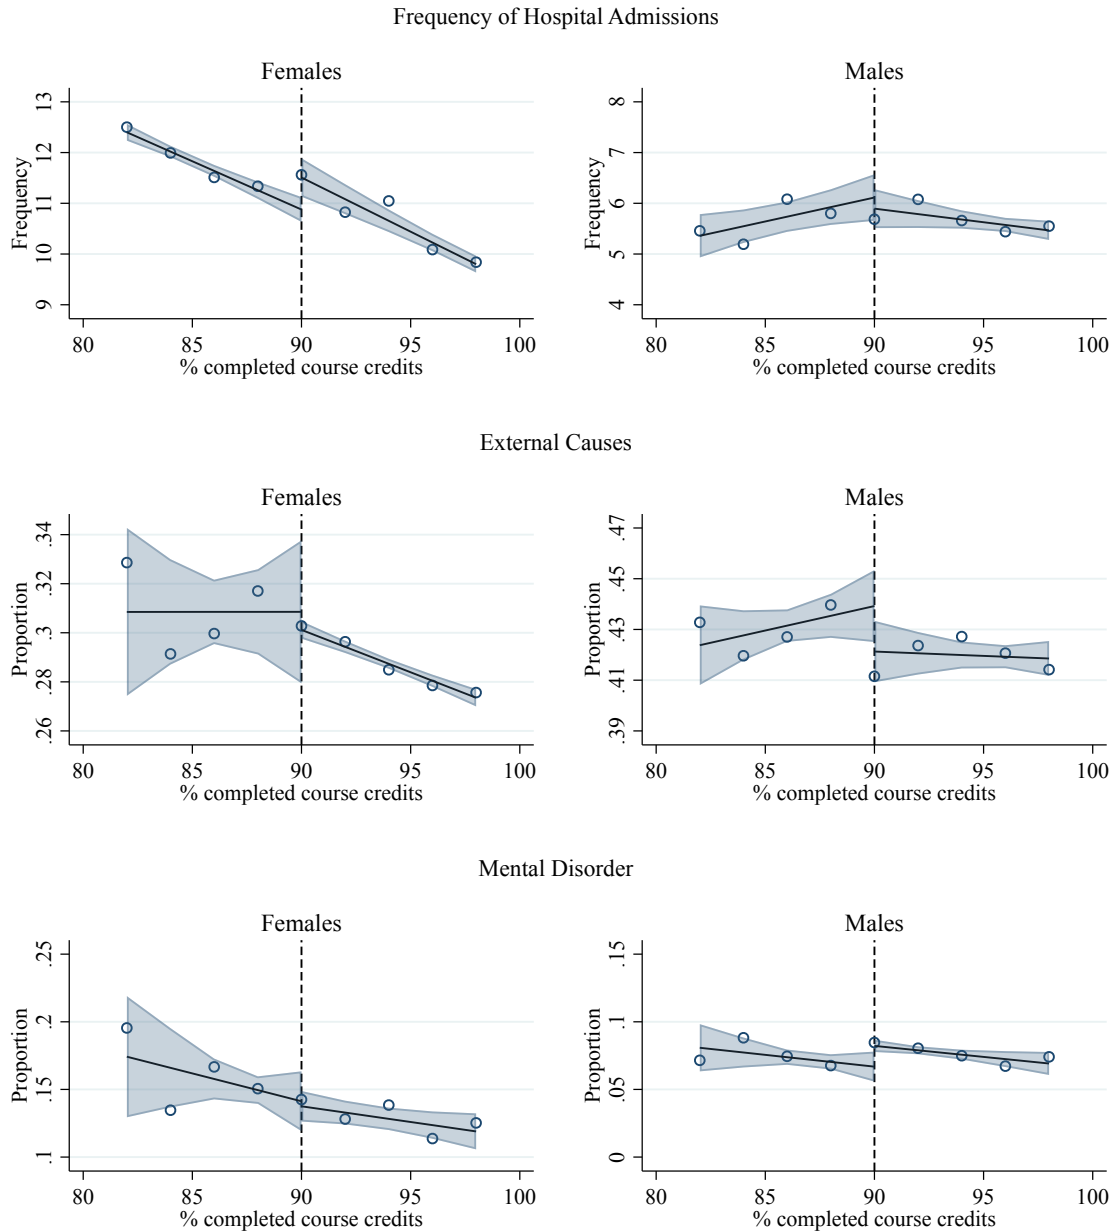 Frequency of Hospital Admissions
Females
Males
Frequency
9 10 11 12 13
80 85 90 95 100
% completed course credits
Frequency
4 5 6 7 8
80 85 90 95 100
% completed course credits
External Causes
Females
Males
Proportion
.26 .28 .3 .32 .34
80 85 90 95 100
% completed course credits
Proportion
.39 .41 .43 .45 .47
80 85 90 95 100
% completed course credits
Mental Disorder
Females
Males
Proportion
.1 .15 .2 .25
80 85 90 95 100
% completed course credits
Proportion
0 .05 .1 .15
80 85 90 95 100
% completed course credits